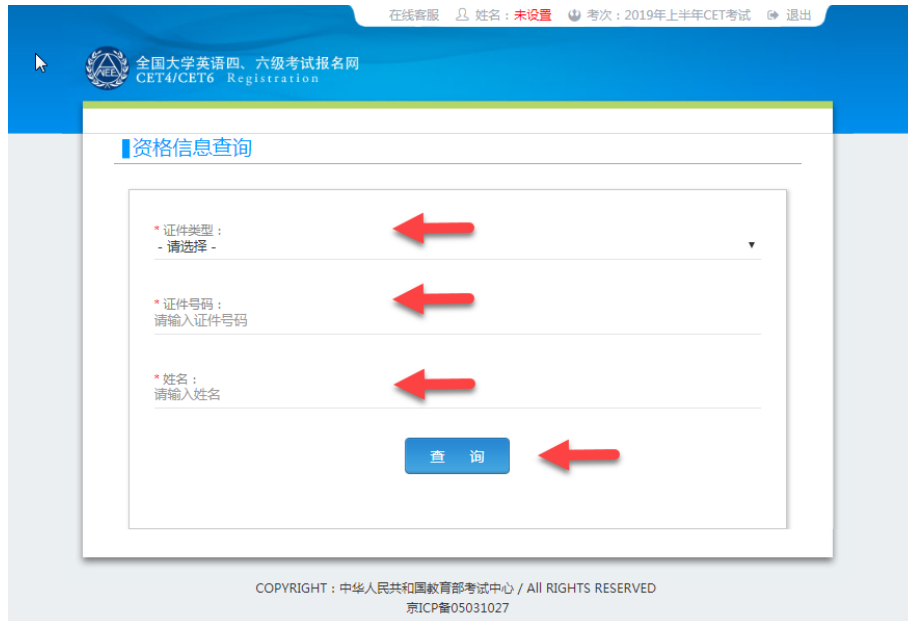 在线客服 姓名：未设置 考次：2019年上半年CET考试 退出
NEEA
全国大学英语四、六级考试报名网
CET4/CET6 Registration
资格信息查询
* 证件类型：
- 请选择 -
* 证件号码：
请输入证件号码
* 姓名：
请输入姓名
查 询
COPYRIGHT：中华人民共和国教育部考试中心 / All RIGHTS RESERVED
京ICP备05031027